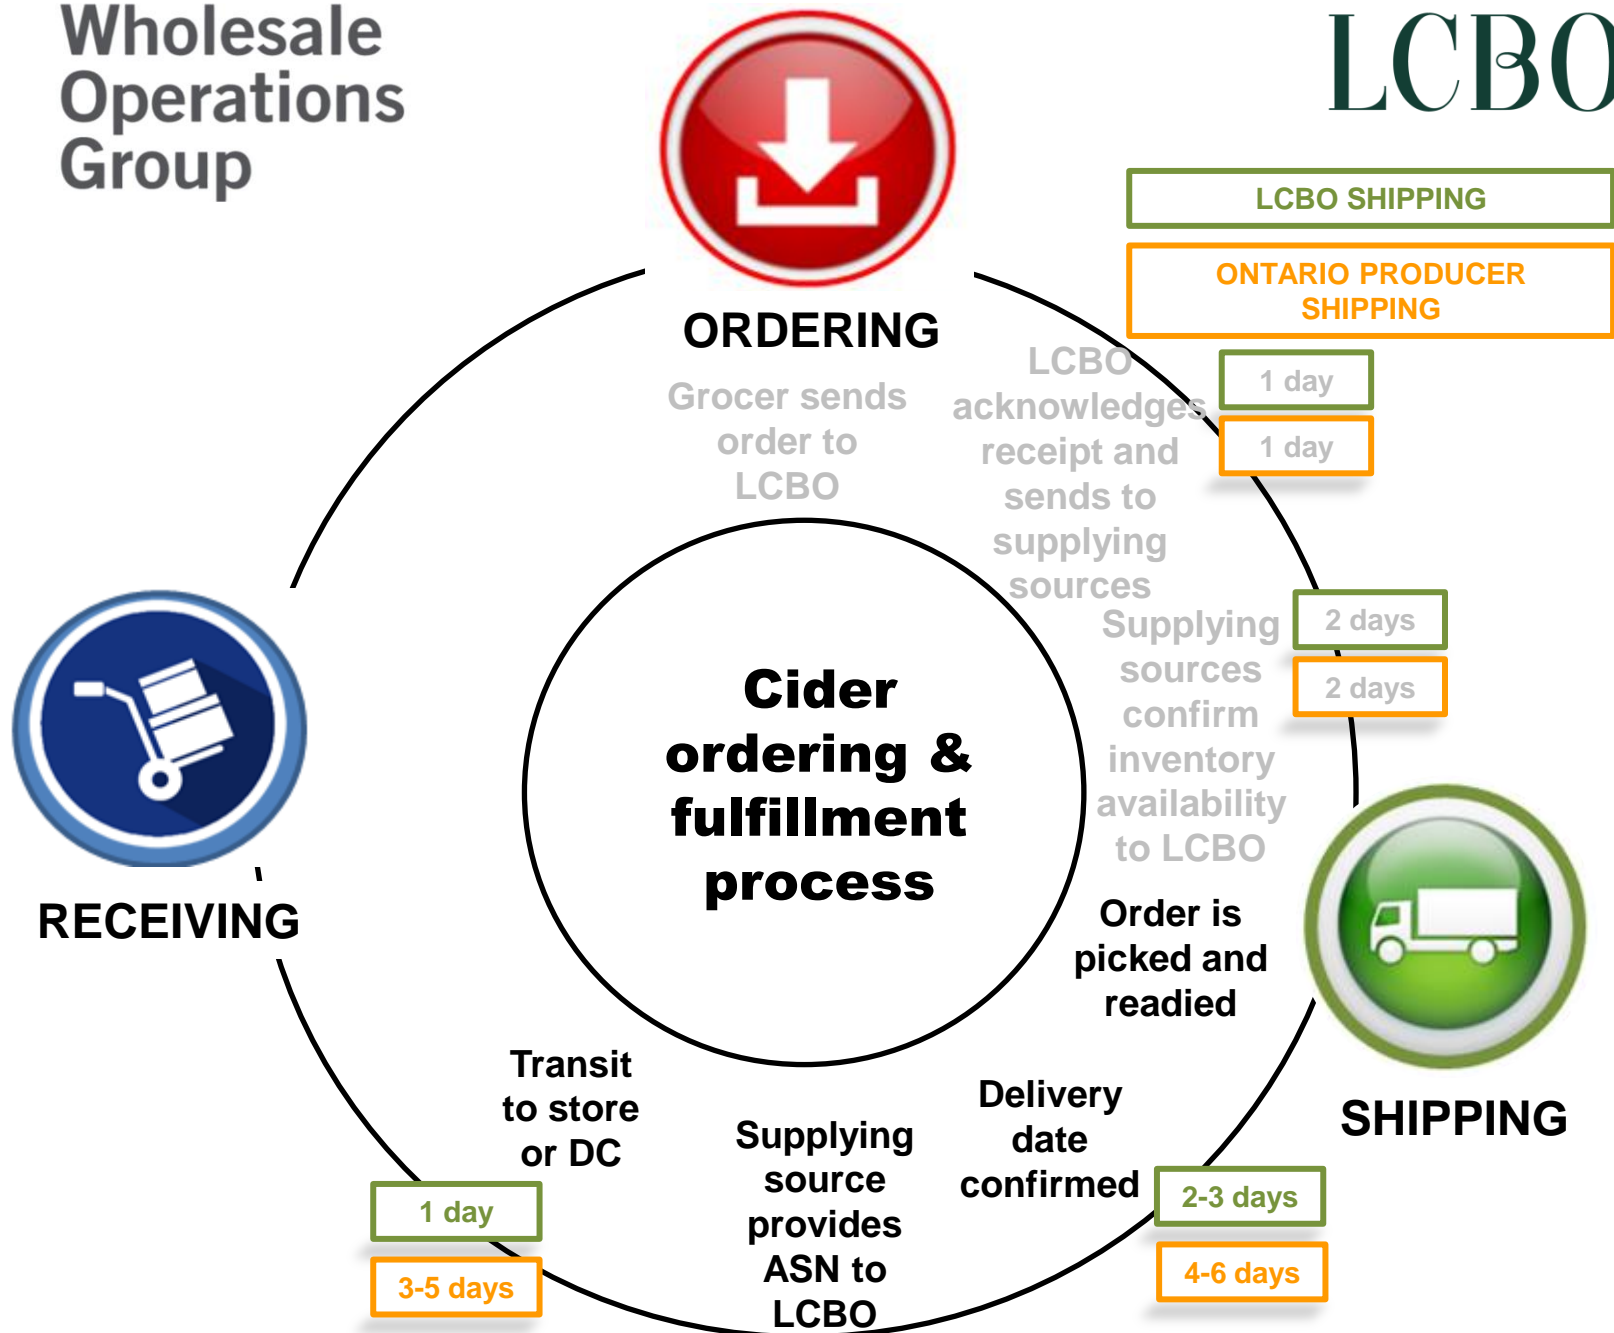 Wholesale
Operations
Group
LCBO
LCBO SHIPPING
ONTARIO PRODUCER
SHIPPING
ORDERING
Grocer sends
order to
LCBO
LCBO
acknowledges
receipt and
sends to
supplying
sources
1 day
1 day
Supplying
sources
confirm
inventory
availability
to LCBO
2 days
2 days
Cider
ordering &
fulfillment
process
Order is
picked and
readied
SHIPPING
Delivery
date
confirmed
2-3 days
4-6 days
Supplying
source
provides
ASN to
LCBO
Transit
to store
or DC
1 day
3-5 days
RECEIVING